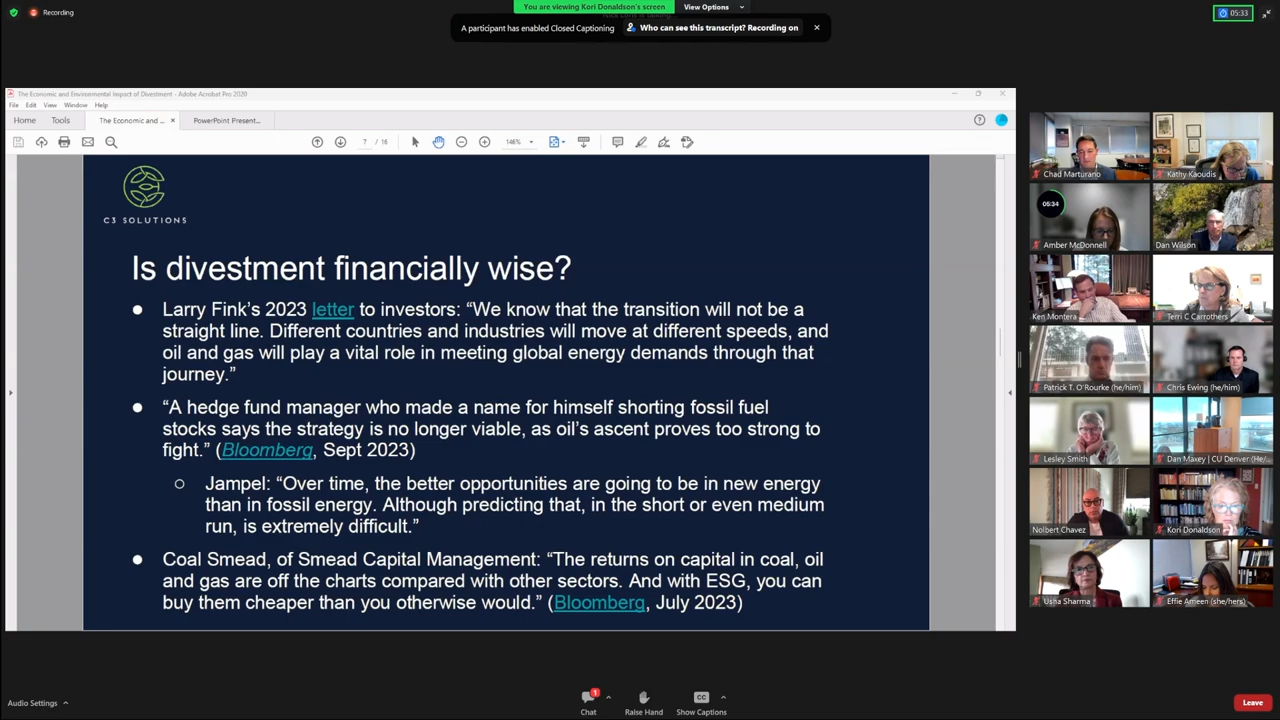 Recording
You are viewing Kori Donaldson's screen
View Options
05:33
A participant has enabled Closed Captioning
Who can see this transcript? Recording on
The Economic and Environmental Impact of Divestment - Adobe Acrobat Pro 2020
File Edit View Window Help
Home Tools The Economic and ... PowerPoint Present...
7 / 16 146%
C3 SOLUTIONS
Is divestment financially wise?
Larry Fink's 2023 letter to investors: “We know that the transition will not be a
straight line. Different countries and industries will move at different speeds, and
oil and gas will play a vital role in meeting global energy demands through that
journey.”
“A hedge fund manager who made a name for himself shorting fossil fuel
stocks says the strategy is no longer viable, as oil’s ascent proves too strong to
fight.” (Bloomberg, Sept 2023)
Jampel: “Over time, the better opportunities are going to be in new energy
than in fossil energy. Although predicting that, in the short or even medium
run, is extremely difficult.”
Coal Smead, of Smead Capital Management: “The returns on capital in coal, oil
and gas are off the charts compared with other sectors. And with ESG, you can
buy them cheaper than you otherwise would.” (Bloomberg, July 2023)
Chad Marturano
Kathy Kaoudis
05:34
Amber McDonnell
Dan Wilson
Ken Montera
Terri C Carrothers
Patrick T. O'Rourke (he/him)
Chris Ewing (he/him)
Lesley Smith
Dan Maxey | CU Denver (He/...
Nolbert Chavez
Kori Donaldson
Usha Sharma
Effie Ameen (she/hers)
Audio Settings
1
Chat
Raise Hand
CC
Show Captions
Leave